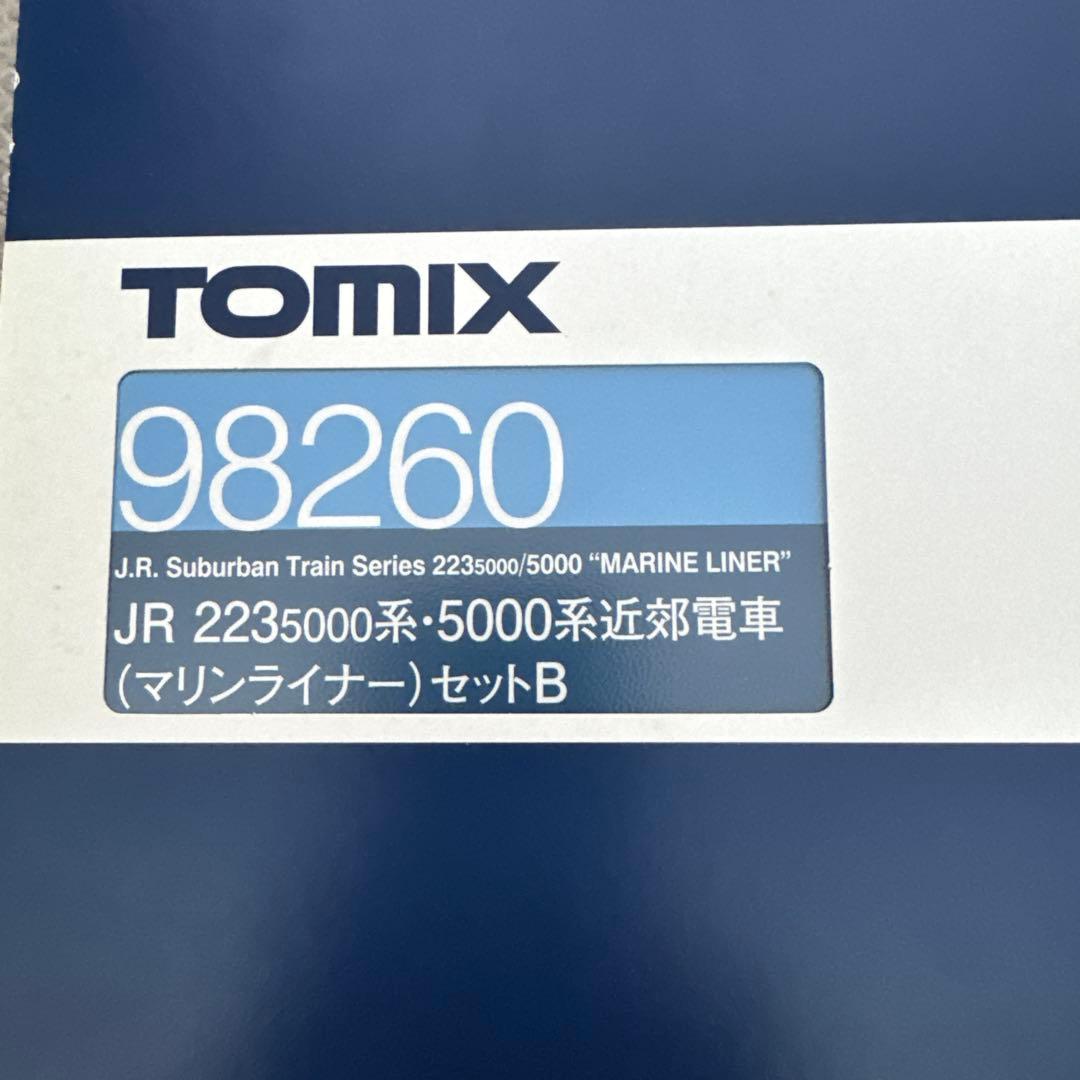 TOMIX
98260
J.R. Suburban Train Series 2235000/5000 “MARINE LINER”
JR 2235000系・5000系近郊電車
(マリンライナー)セットB